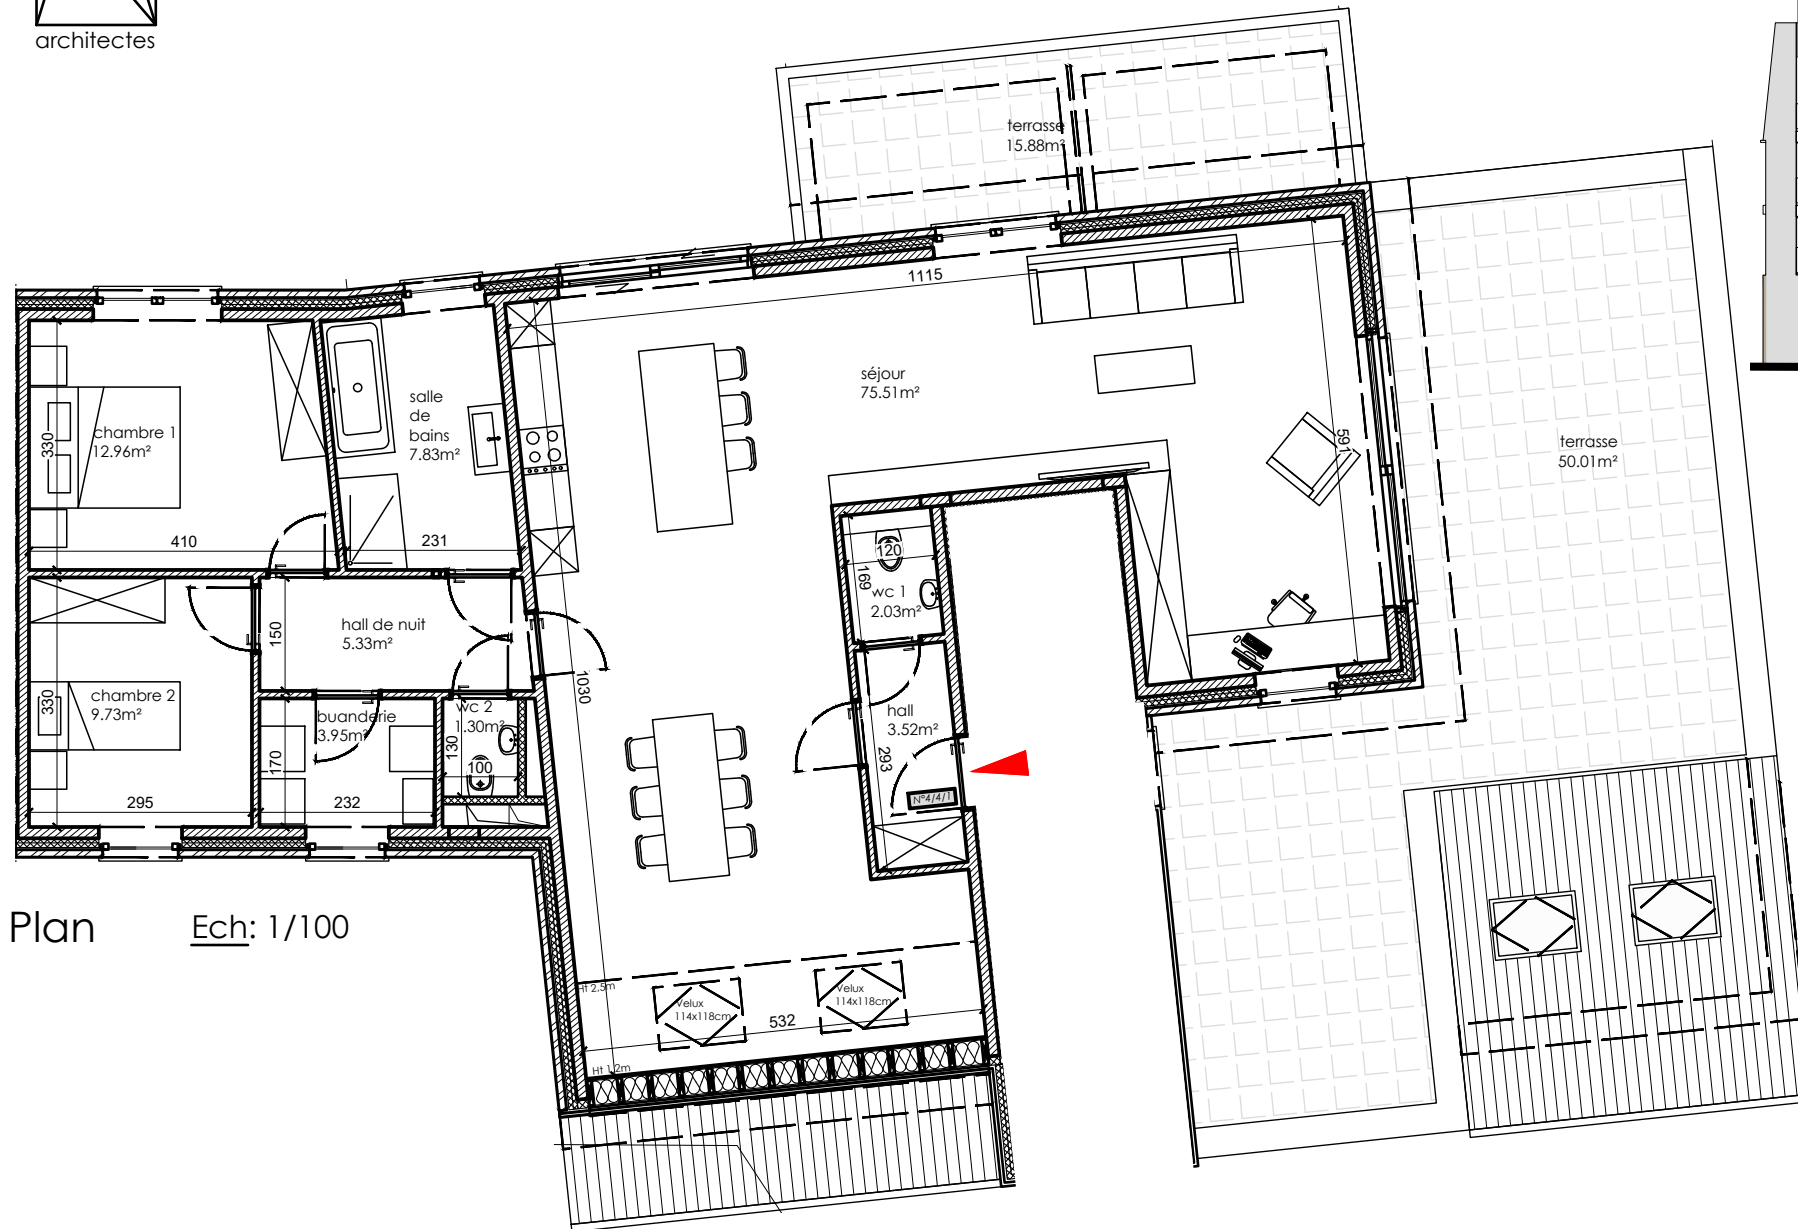 architectes
terrasse
15.88m²
1115
séjour
75.51m²
591
terrasse
50.01m²
salle
de
bains
7.83m²
chambre 1
12.96m²
330
410
231
120
169
wc 1
2.03m²
hall de nuit
5.33m²
150
1030
chambre 2
9.73m²
330
buanderie
3.95m²
170
wc 2
1.30m²
130
100
295
232
hall
3.52m²
293
N°4/4/1
Plan
Ech: 1/100
Ht 2.5m
Velux
114x118cm
Velux
114x118cm
532
Ht 1.2m